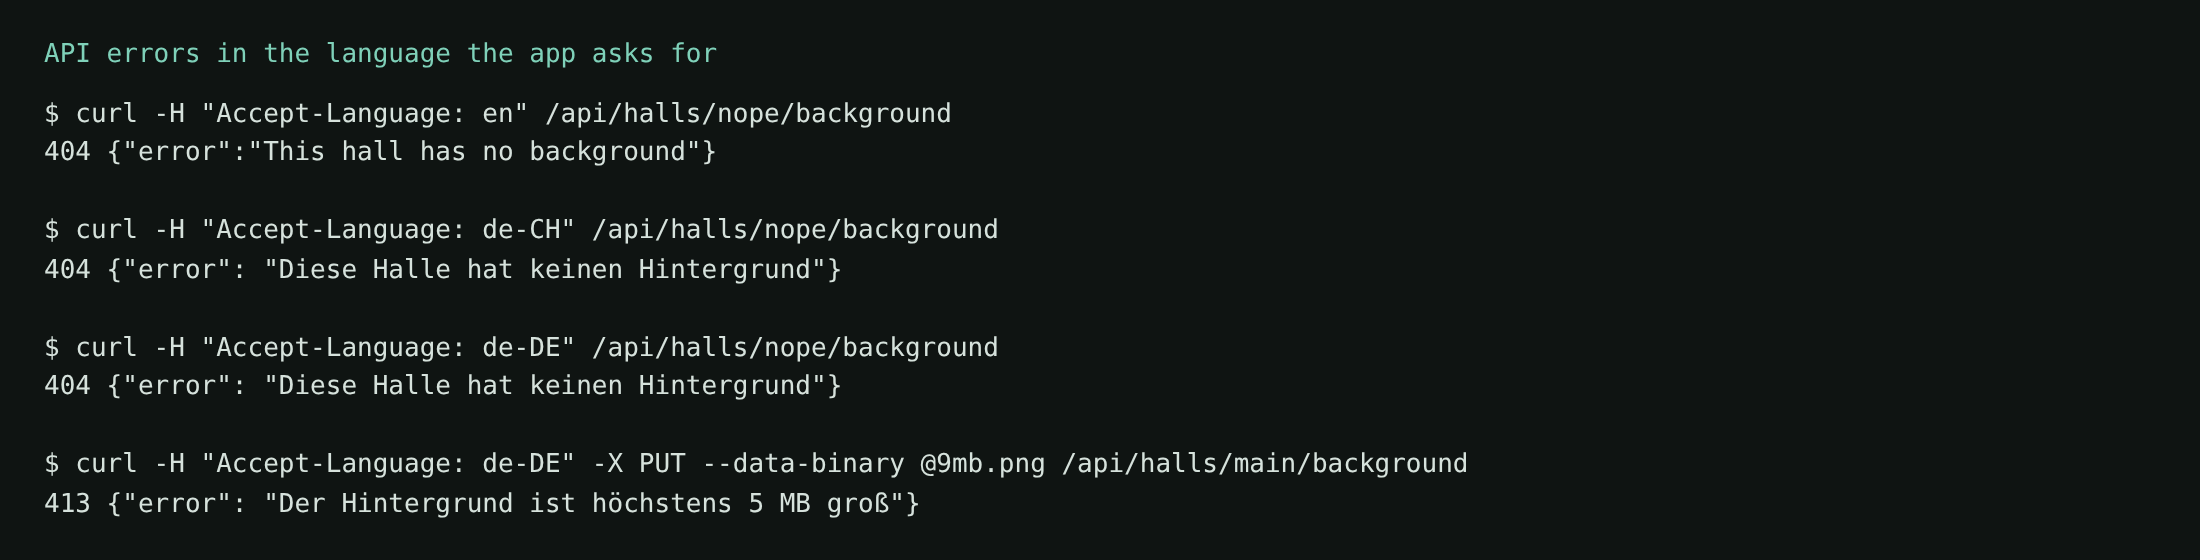 API errors in the language the app asks for
$ curl -H "Accept-Language: en" /api/halls/nope/background
404 {"error":"This hall has no background"}
$ curl -H "Accept-Language: de-CH" /api/halls/nope/background
404 {"error": "Diese Halle hat keinen Hintergrund"}
$ curl -H "Accept-Language: de-DE" /api/halls/nope/background
404 {"error": "Diese Halle hat keinen Hintergrund"}
$ curl -H "Accept-Language: de-DE" -X PUT --data-binary @9mb.png /api/halls/main/background
413 {"error": "Der Hintergrund ist höchstens 5 MB groß"}